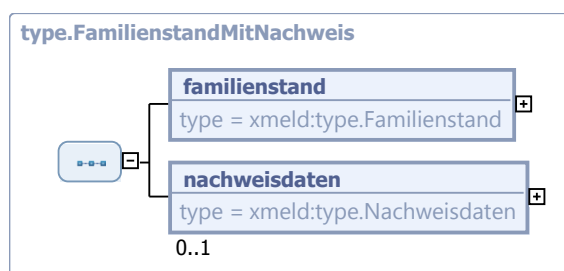 type.FamilienstandMitNachweis
familienstand
type = xmeld:type.Familienstand
nachweisdaten
type = xmeld:type.Nachweisdaten
0..1